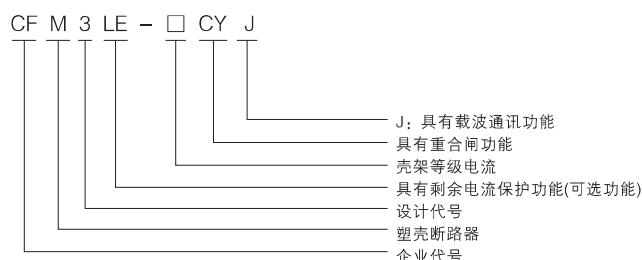 CF M 3 LE - □ CY J
J：具有载波通讯功能
具有重合闸功能
壳架等级电流
具有剩余电流保护功能(可选功能)
设计代号
塑壳断路器
企业代号